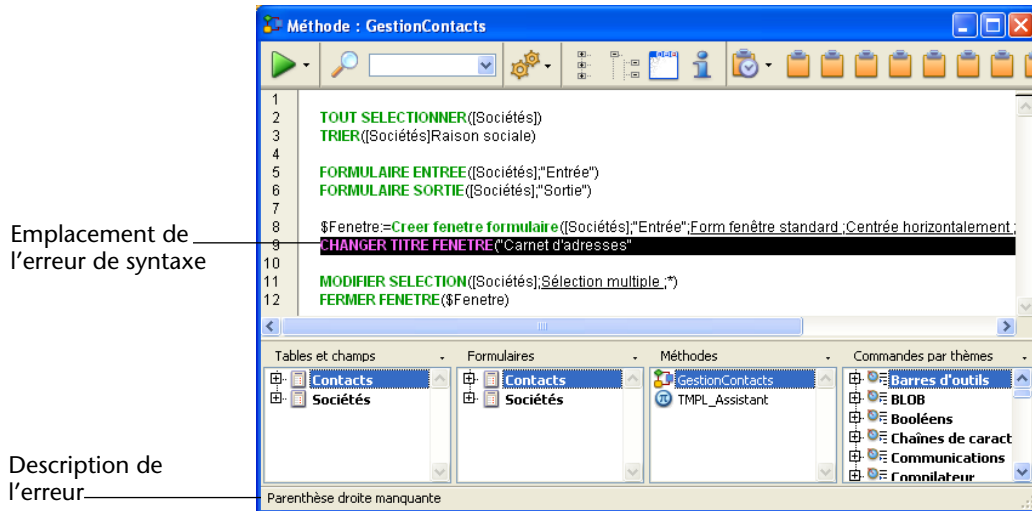 Méthode : GestionContacts
1
2 TOUT SELECTIONNER([Sociétés])
3 TRIER([Sociétés]Raison sociale)
4
5 FORMULAIRE ENTREE([Sociétés];"Entrée")
6 FORMULAIRE SORTIE([Sociétés];"Sortie")
7
8 $Fenetre:=Creer fenetre formulaire([Sociétés];"Entrée";Form fenêtre standard ;Centrée horizontalement ;
9 CHANGER TITRE FENETRE("Carnet d'adresses"
10
11 MODIFIER SELECTION([Sociétés];Sélection multiple ;*)
12 FERMER FENETRE($Fenetre)
Emplacement de
l'erreur de syntaxe
Tables et champs Formulaires Méthodes Commandes par thèmes
Contacts Contacts GestionContacts Barres d'outils
Sociétés Sociétés TMPL_Assistant BLOB
Booléens
Chaînes de caract
Communications
Compilateur
Description de
l'erreur
Parenthèse droite manquante